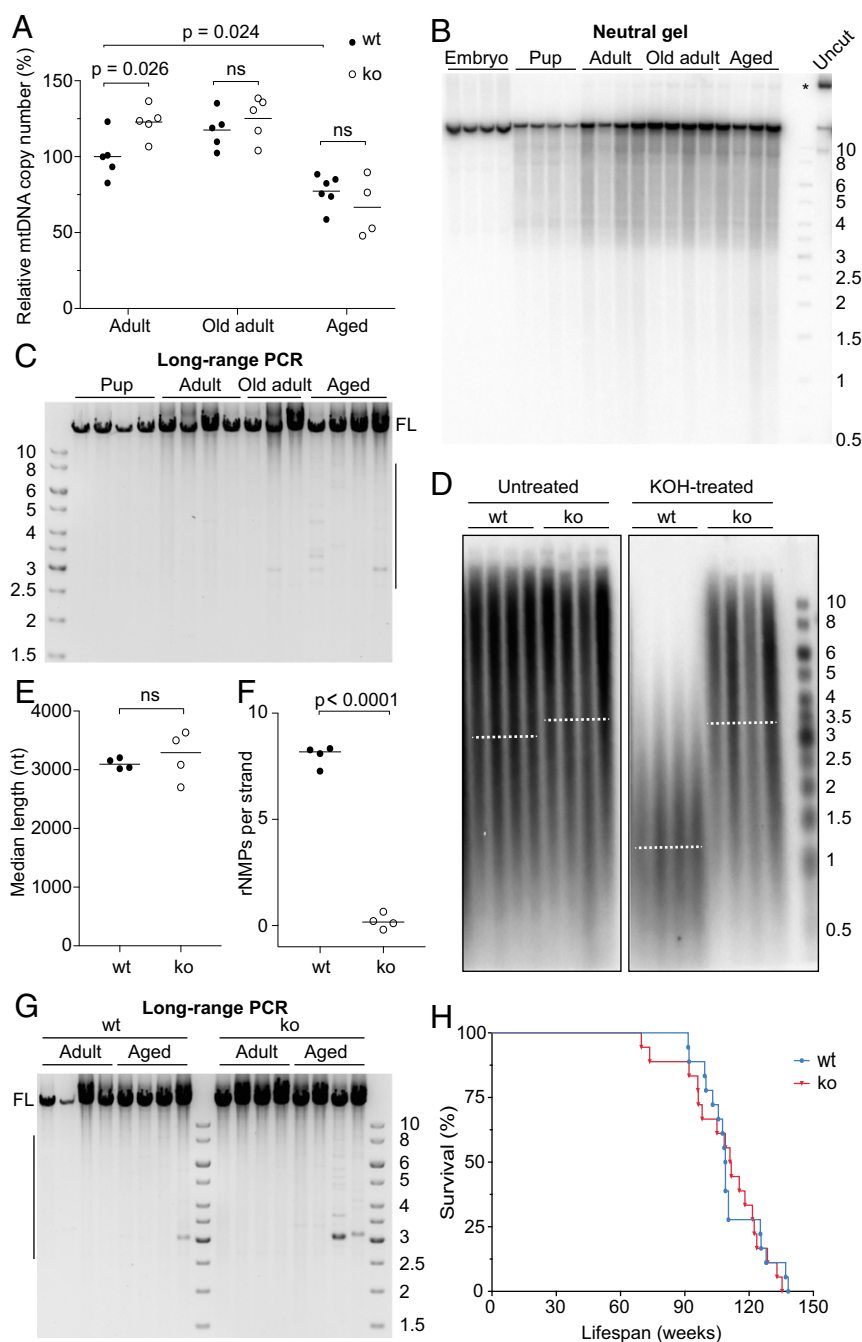 A
p = 0.024
wt
ko
p = 0.026
ns
ns
Relative mtDNA copy number (%)
150
100
50
0
Adult
Old adult
Aged
B
Neutral gel
Embryo
Pup
Adult
Old adult
Aged
Uncut
*
10
8
6
5
4
3
2.5
2
1.5
1
0.5
C
Long-range PCR
Pup
Adult
Old adult
Aged
FL
10
8
6
5
4
3
2.5
2
1.5
D
Untreated
KOH-treated
wt
ko
wt
ko
10
8
6
5
4
3.5
3
2.5
2
1.5
1
0.5
E
ns
Median length (nt)
4000
3000
2000
1000
0
wt
ko
F
p< 0.0001
rNMPs per strand
10
5
0
wt
ko
G
Long-range PCR
wt
ko
Adult
Aged
Adult
Aged
FL
10
8
6
5
4
3
2.5
2
1.5
H
wt
ko
Survival (%)
100
75
50
25
0
0
30
60
90
120
150
Lifespan (weeks)